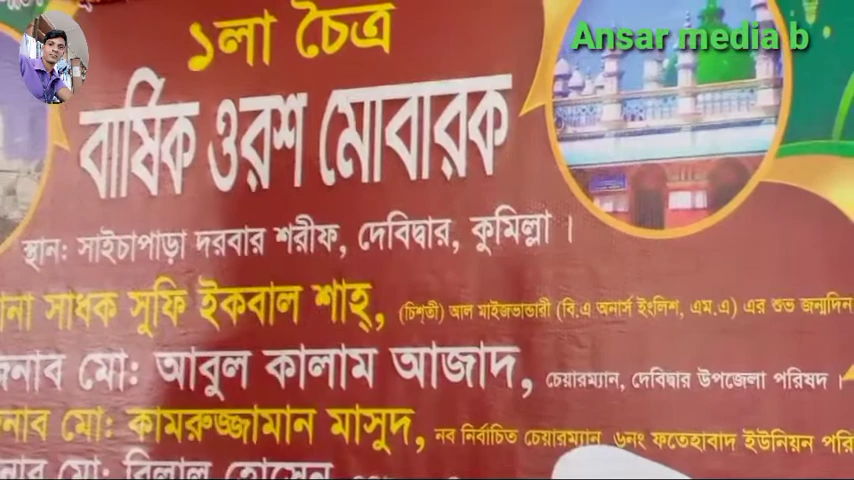 Ansar media b
১লা চৈত্র
বার্ষিক ওরশ মোবারক
স্থান: সাইচাপাড়া দরবার শরীফ, দেবিদ্বার, কুমিল্লা ।
সাধক সুফি ইকবাল শাহ্, (চিশতী) আল মাইজভান্ডারী (বি.এ অনার্স ইংলিশ, এম.এ) এর শুভ জন্মদিন
জনাব মো: আবুল কালাম আজাদ, চেয়ারম্যান, দেবিদ্বার উপজেলা পরিষদ ।
জনাব মো: কামরুজ্জামান মাসুদ, নব নির্বাচিত চেয়ারম্যান, ৬নং ফতেহাবাদ ইউনিয়ন
মো: বিলাল হোসেন